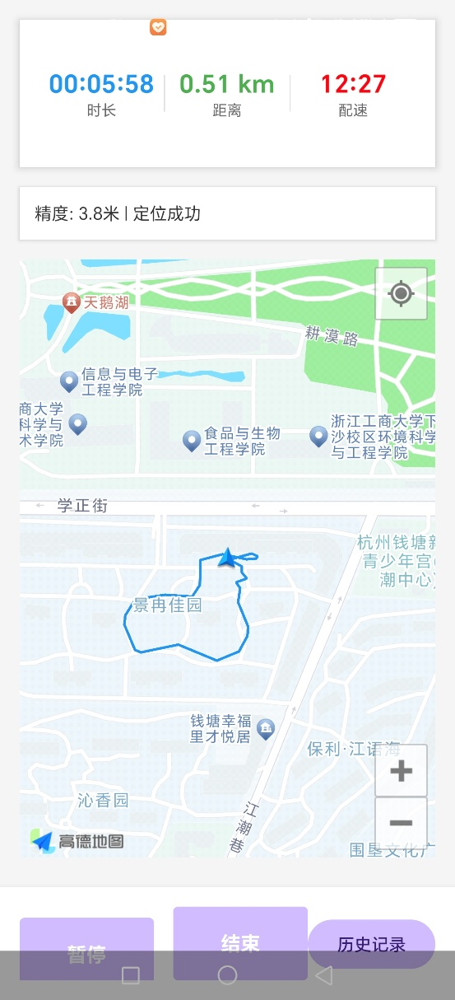 00:05:58 0.51 km 12:27
时长 距离 配速
精度: 3.8米 | 定位成功
天鹅湖
耕漠路
信息与电子
工程学院
商大学
科学与
术学院
食品与生物
工程学院
浙江工商大学下
沙校区环境科学
与工程学院
学正街
杭州钱塘新
青少年宫(
潮中心)
景冉佳园
钱塘幸福
里才悦居
保利·江语海
沁香园
江潮巷
高德地图
围垦文化广
暂停 结束 历史记录